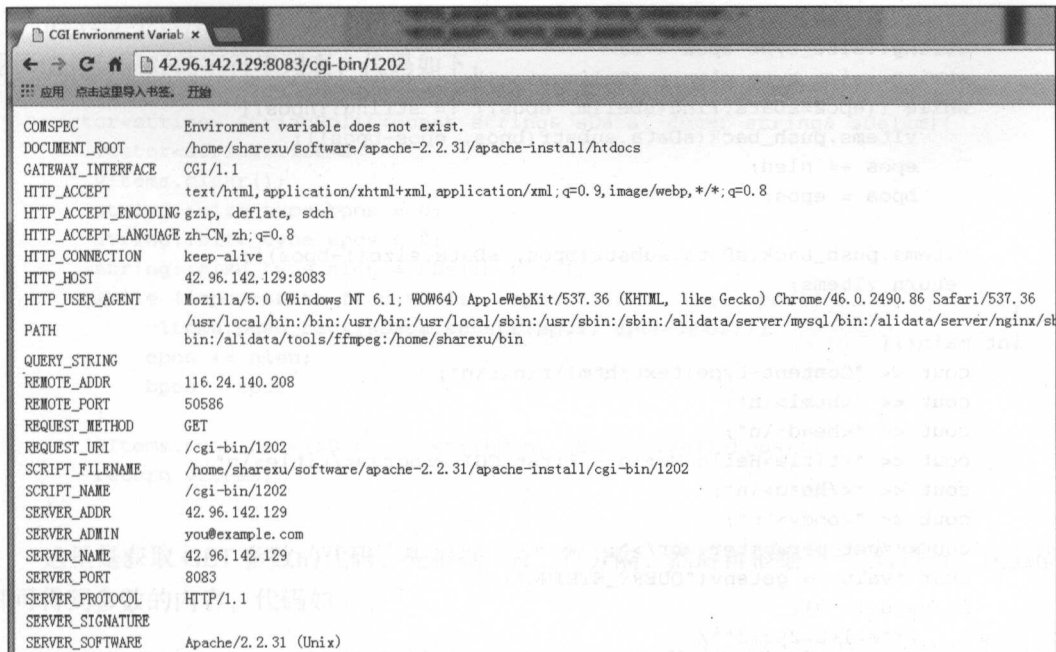 CGI Envrionment Variab ×
42.96.142.129:8083/cgi-bin/1202
应用 点击这里导入书签。 开始
COMSPEC Environment variable does not exist.
DOCUMENT_ROOT /home/sharexu/software/apache-2.2.31/apache-install/htdocs
GATEWAY_INTERFACE CGI/1.1
HTTP_ACCEPT text/html,application/xhtml+xml,application/xml;q=0.9,image/webp,*/*;q=0.8
HTTP_ACCEPT_ENCODING gzip, deflate, sdch
HTTP_ACCEPT_LANGUAGE zh-CN,zh;q=0.8
HTTP_CONNECTION keep-alive
HTTP_HOST 42.96.142.129:8083
HTTP_USER_AGENT Mozilla/5.0 (Windows NT 6.1; WOW64) AppleWebKit/537.36 (KHTML, like Gecko) Chrome/46.0.2490.86 Safari/537.36
PATH /usr/local/bin:/bin:/usr/bin:/usr/local/sbin:/usr/sbin:/sbin:/alidata/server/mysql/bin:/alidata/server/nginx/sb
bin:/alidata/tools/ffmpeg:/home/sharexu/bin
QUERY_STRING
REMOTE_ADDR 116.24.140.208
REMOTE_PORT 50586
REQUEST_METHOD GET
REQUEST_URI /cgi-bin/1202
SCRIPT_FILENAME /home/sharexu/software/apache-2.2.31/apache-install/cgi-bin/1202
SCRIPT_NAME /cgi-bin/1202
SERVER_ADDR 42.96.142.129
SERVER_ADMIN you@example.com
SERVER_NAME 42.96.142.129
SERVER_PORT 8083
SERVER_PROTOCOL HTTP/1.1
SERVER_SIGNATURE
SERVER_SOFTWARE Apache/2.2.31 (Unix)